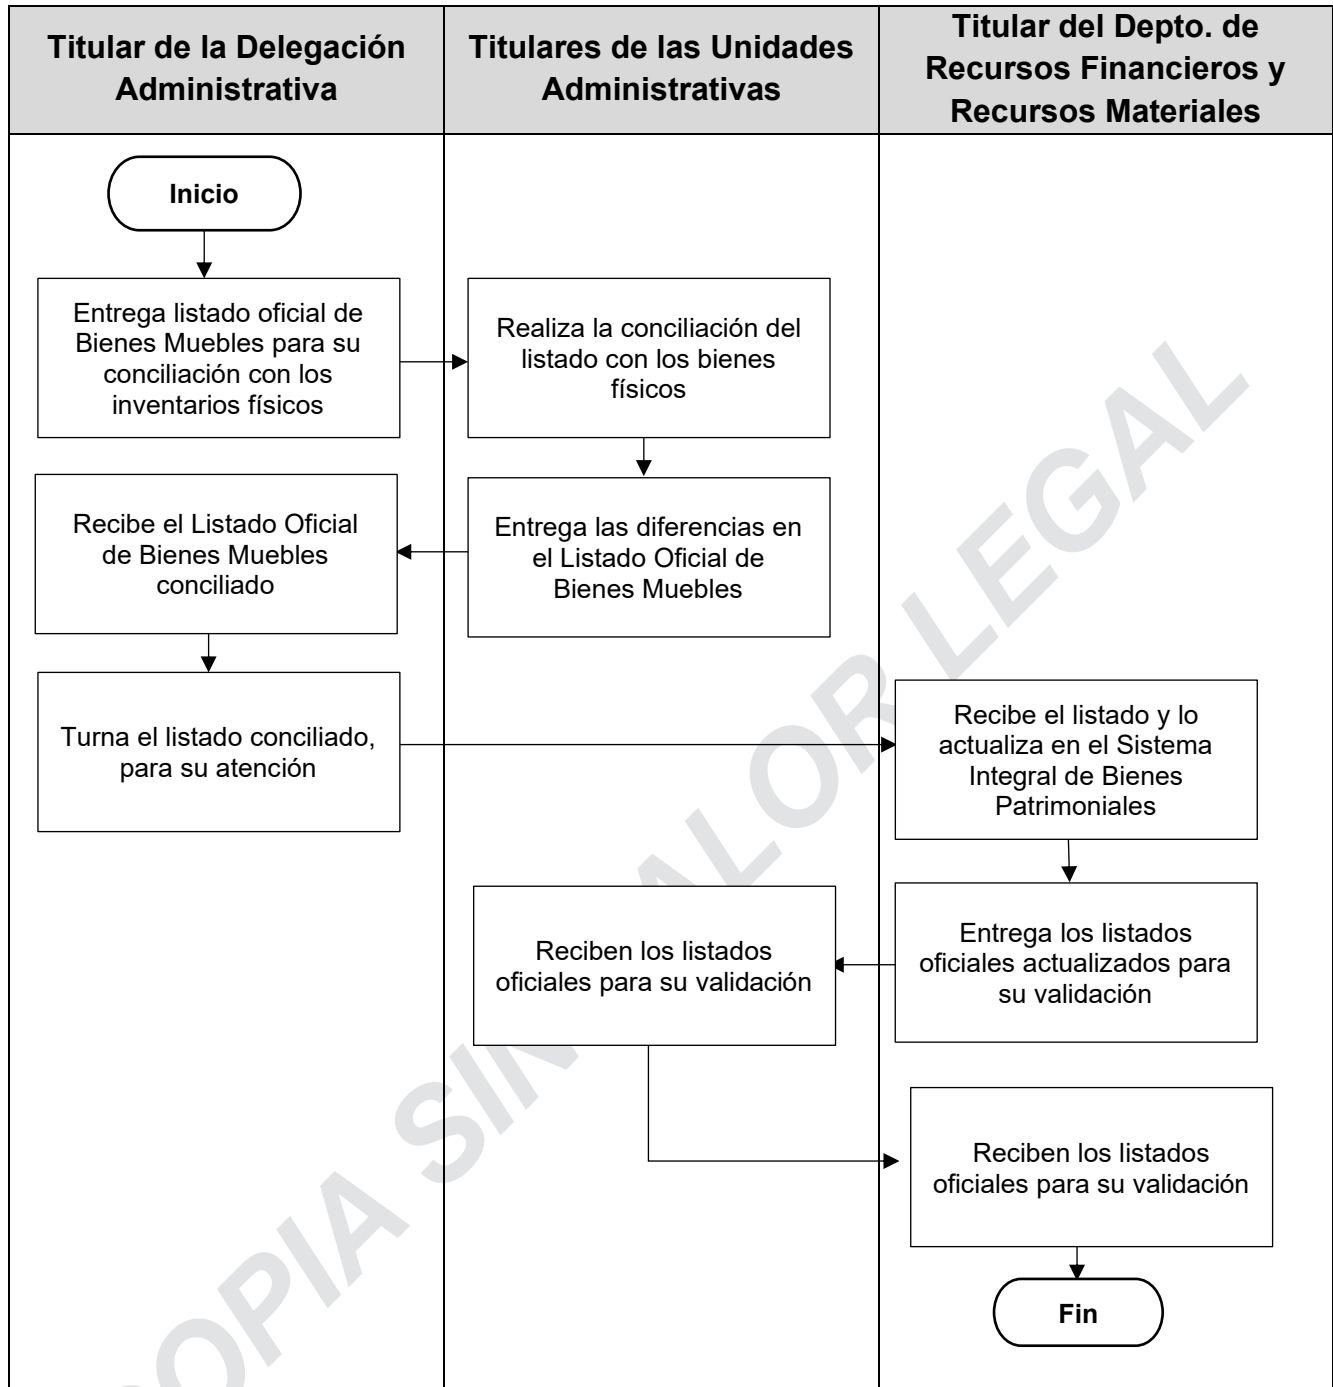 Titular de la Delegación
Administrativa
Titulares de las Unidades
Administrativas
Titular del Depto. de
Recursos Financieros y
Recursos Materiales
Inicio
Entrega listado oficial de
Bienes Muebles para su
conciliación con los
inventarios físicos
Realiza la conciliación del
listado con los bienes
físicos
Recibe el Listado Oficial
de Bienes Muebles
conciliado
Entrega las diferencias en
el Listado Oficial de
Bienes Muebles
Turna el listado conciliado,
para su atención
Recibe el listado y lo
actualiza en el Sistema
Integral de Bienes
Patrimoniales
Entrega los listados
oficiales actualizados para
su validación
Reciben los listados
oficiales para su validación
Reciben los listados
oficiales para su validación
Fin
COPIA SIN VALOR LEGAL